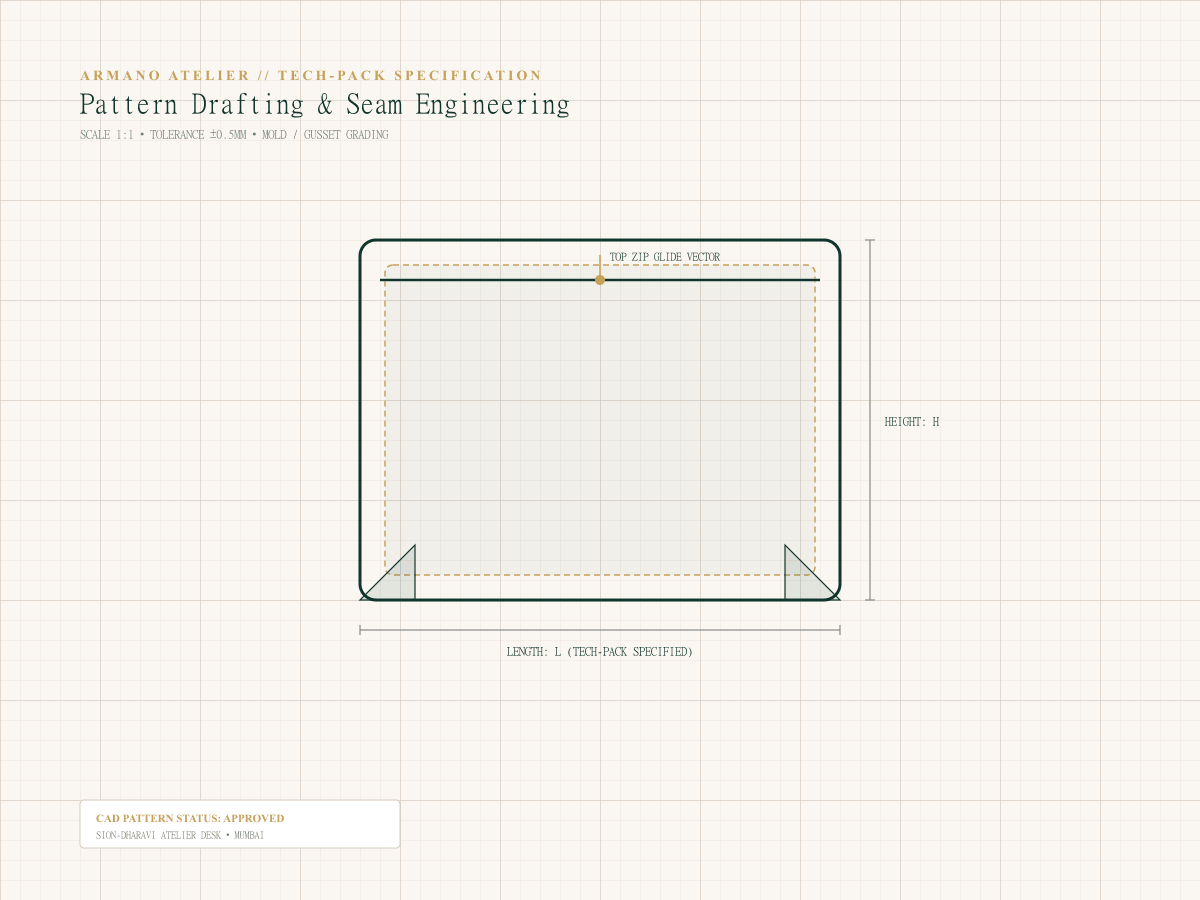 ARMANO ATELIER // TECH-PACK SPECIFICATION
Pattern Drafting & Seam Engineering
SCALE 1:1 • TOLERANCE ±0.5MM • MOLD / GUSSET GRADING
TOP ZIP GLIDE VECTOR
HEIGHT: H
LENGTH: L (TECH-PACK SPECIFIED)
CAD PATTERN STATUS: APPROVED
SION-DHARAVI ATELIER DESK • MUMBAI